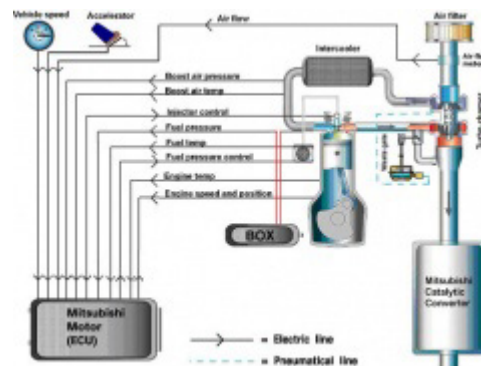 Vehicle speed
Accelerator
Air flow
Air filter
Air-flow
Intercooler
Boost air pressure
Boost air temp
Injector control
Fuel pressure
Fuel temp
Fuel pressure control
Engine temp
Engine speed and position
Turbo charger
BOX
Mitsubishi
Motor
(ECU)
Mitsubishi
Catalytic
Converter
= Electric line
= Pneumatical line